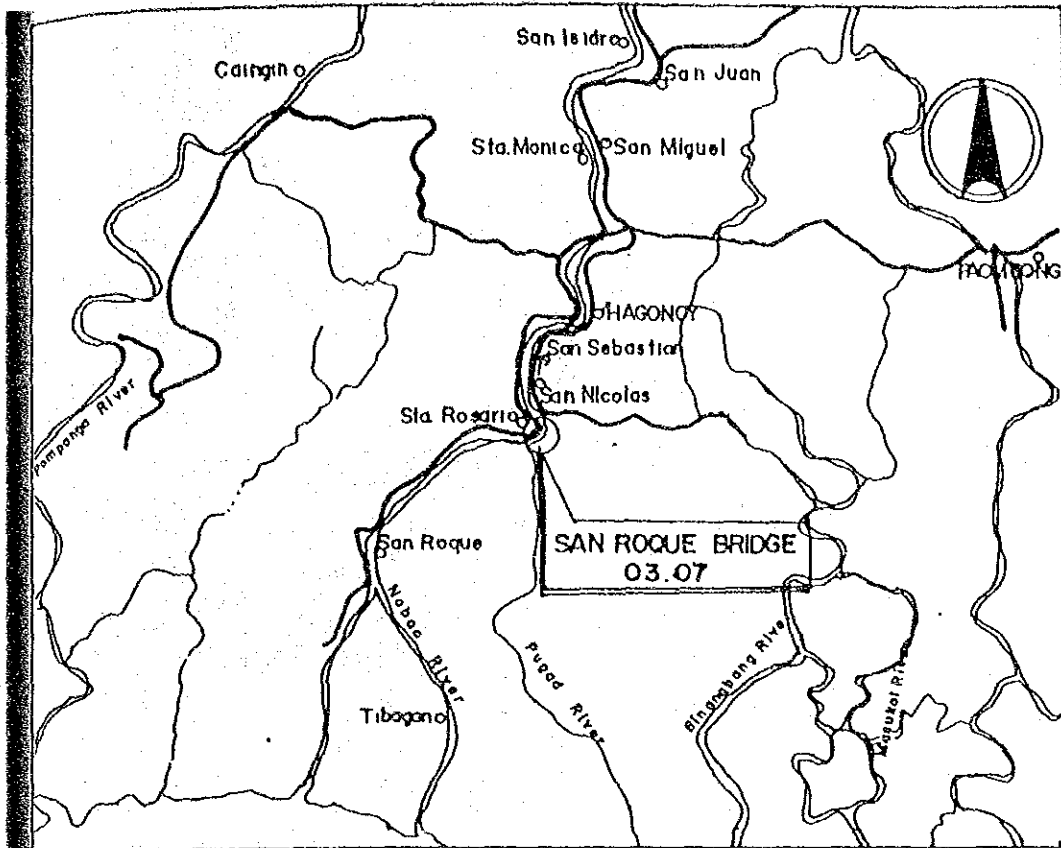 San Isidro
Caingin
San Juan
Sta. Monica
San Miguel
HAGONOY
San Sebastian
San Nicolas
Sta. Rosario
Pampanga River
SAN ROQUE BRIDGE
03.07
San Roque
Nabao River
Pugad River
Binangbang River
Tibagan